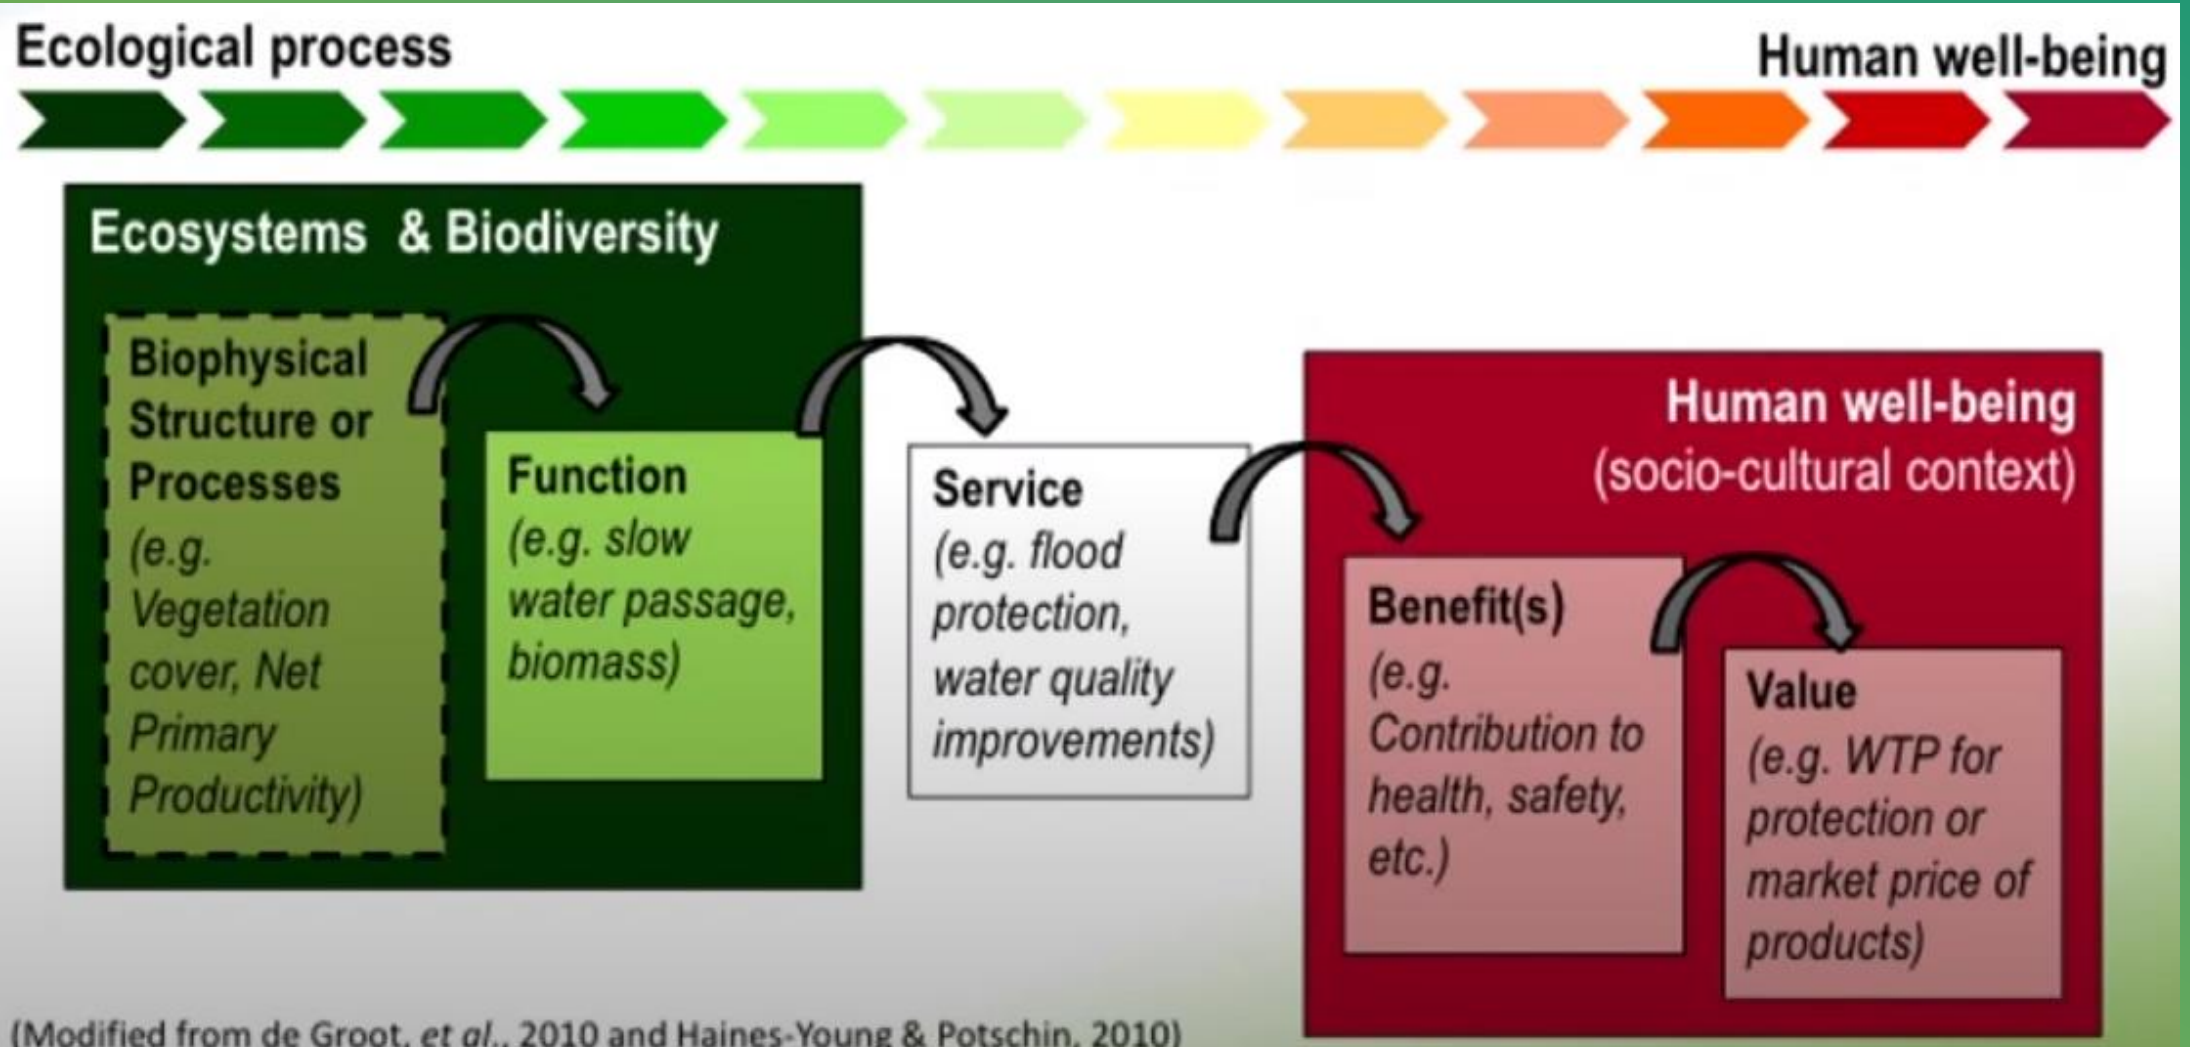 Ecological process
Human well-being
Ecosystems & Biodiversity
Biophysical
Structure or
Processes
(e.g.
Vegetation
cover, Net
Primary
Productivity)
Function
(e.g. slow
water passage,
biomass)
Service
(e.g. flood
protection,
water quality
improvements)
Human well-being
(socio-cultural context)
Benefit(s)
(e.g.
Contribution to
health, safety,
etc.)
Value
(e.g. WTP for
protection or
market price of
products)
(Modified from de Groot, et al., 2010 and Haines-Young & Potschin, 2010)